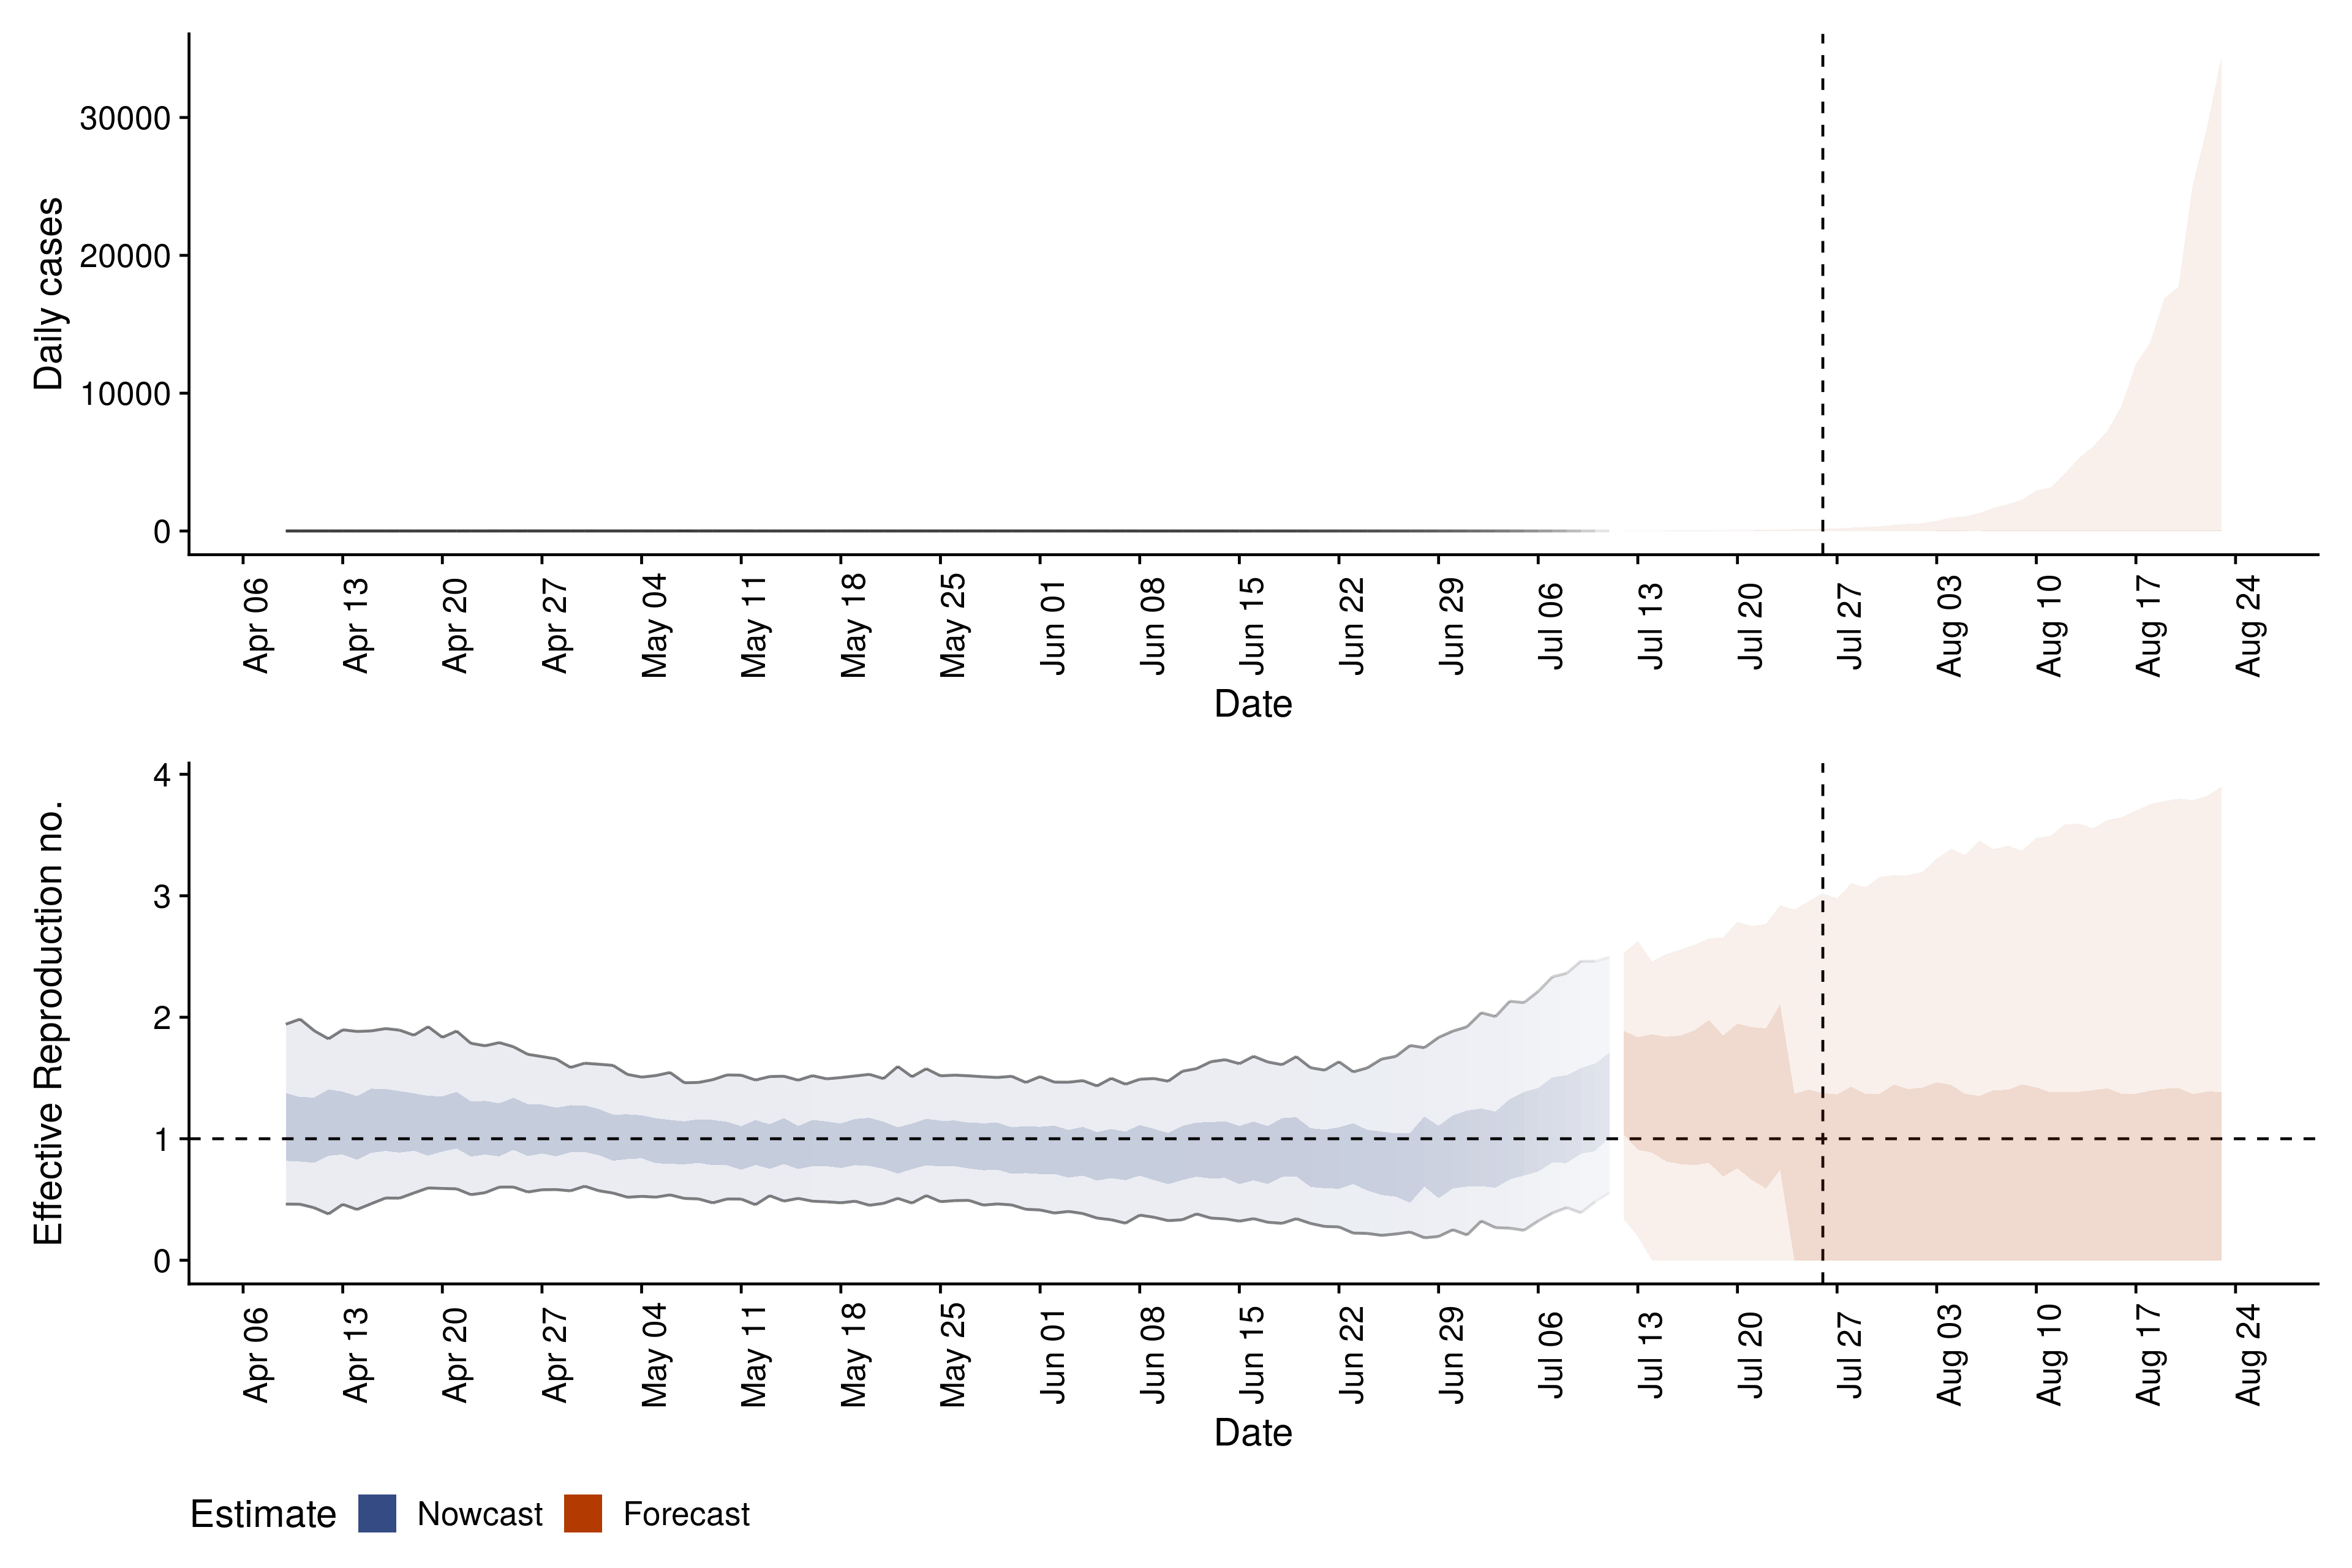 Daily cases
30000
20000
10000
0
Apr 06 Apr 13 Apr 20 Apr 27 May 04 May 11 May 18 May 25 Jun 01 Jun 08 Jun 15 Jun 22 Jun 29 Jul 06 Jul 13 Jul 20 Jul 27 Aug 03 Aug 10 Aug 17 Aug 24
Date
Effective Reproduction no.
4
3
2
1
0
Apr 06 Apr 13 Apr 20 Apr 27 May 04 May 11 May 18 May 25 Jun 01 Jun 08 Jun 15 Jun 22 Jun 29 Jul 06 Jul 13 Jul 20 Jul 27 Aug 03 Aug 10 Aug 17 Aug 24
Date
Estimate Nowcast Forecast